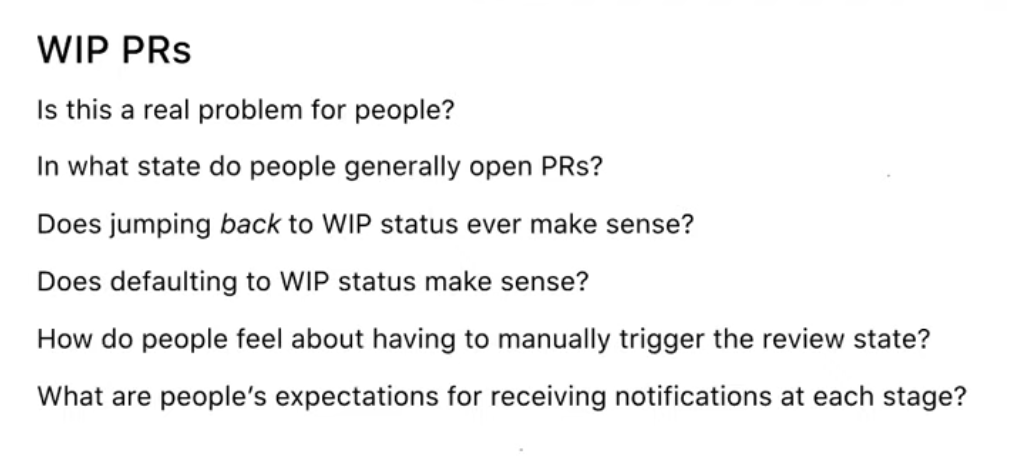 WIP PRs
Is this a real problem for people?
In what state do people generally open PRs?
Does jumping back to WIP status ever make sense?
Does defaulting to WIP status make sense?
How do people feel about having to manually trigger the review state?
What are people’s expectations for receiving notifications at each stage?